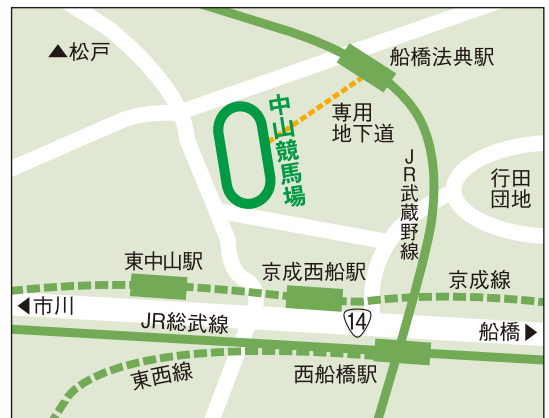 ▲松戸
船橋法典駅
中山競馬場
専用
地下道
JR武蔵野線
行田
団地
東中山駅
京成西船駅
京成線
◀市川
JR総武線
14
船橋▶
東西線
西船橋駅